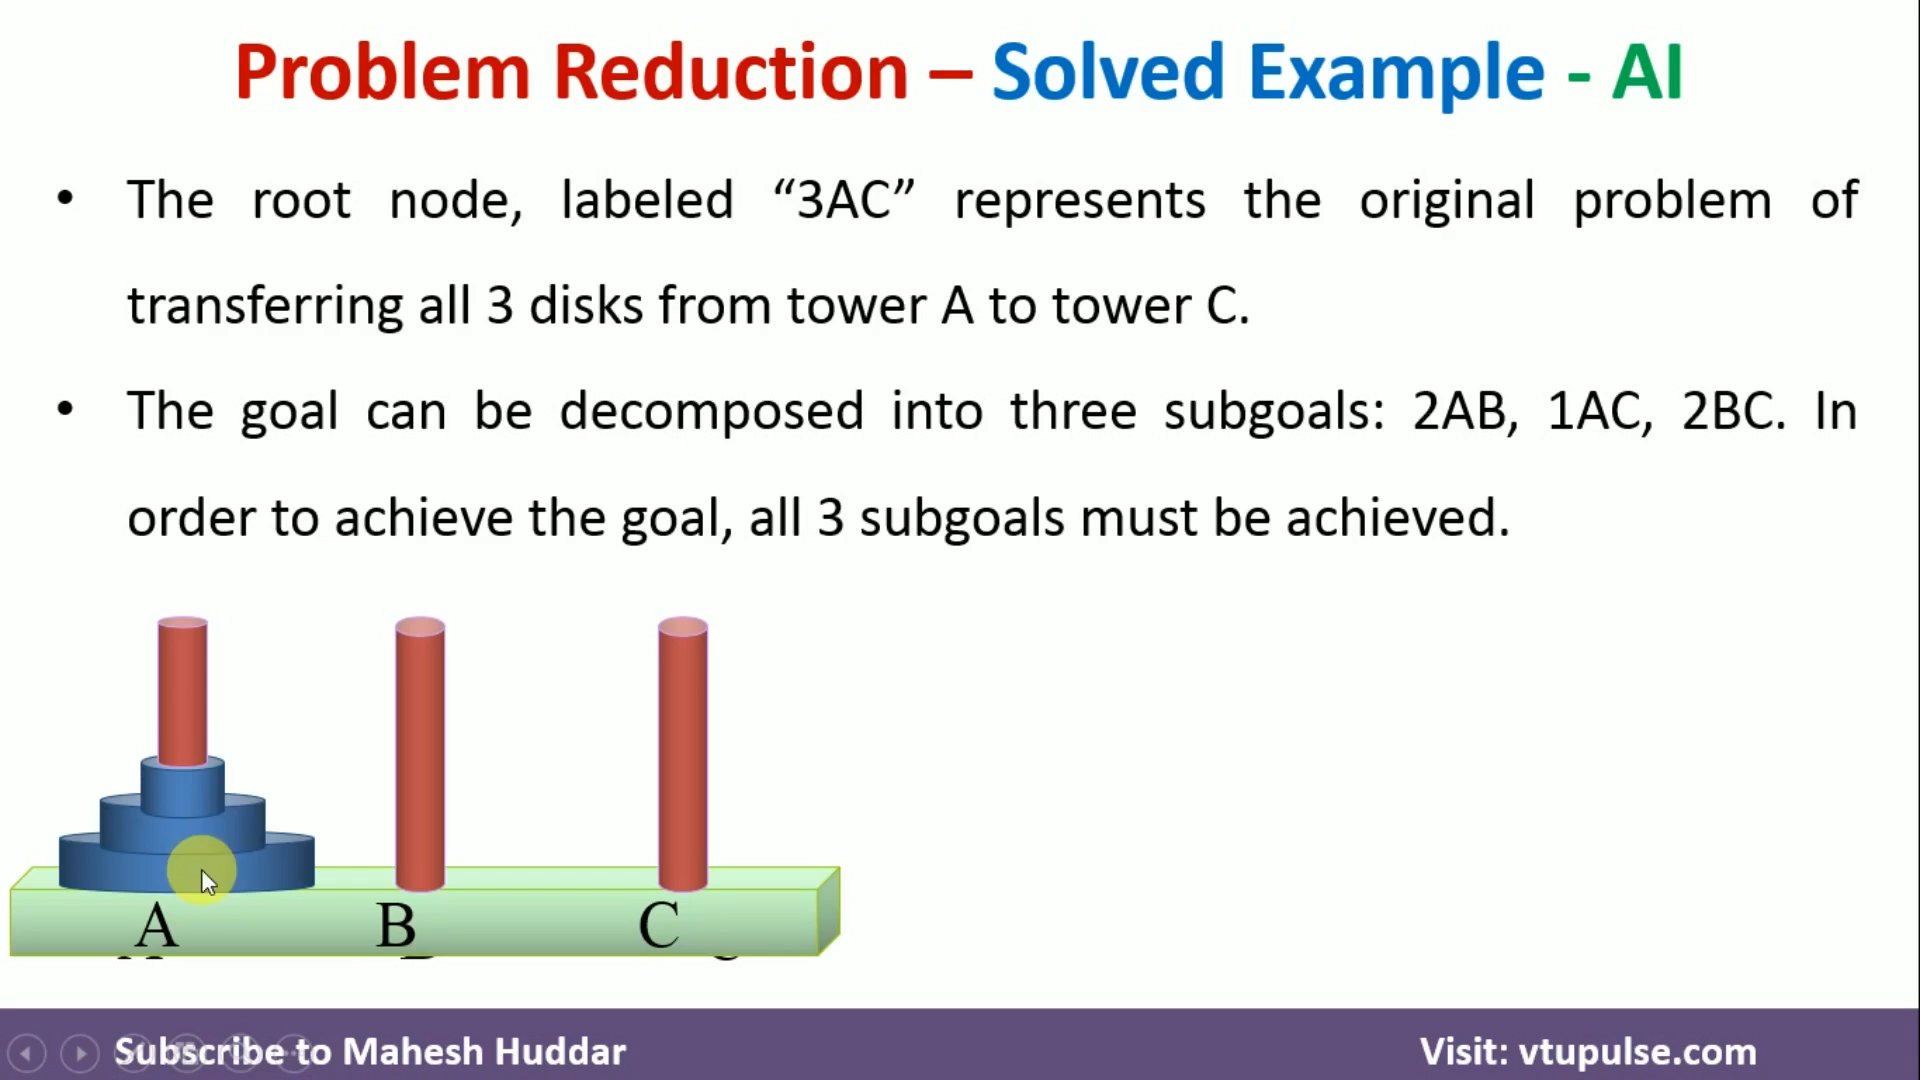 Problem Reduction – Solved Example - AI
• The root node, labeled “3AC” represents the original problem of
transferring all 3 disks from tower A to tower C.
• The goal can be decomposed into three subgoals: 2AB, 1AC, 2BC. In
order to achieve the goal, all 3 subgoals must be achieved.
A B C
Subscribe to Mahesh Huddar Visit: vtupulse.com